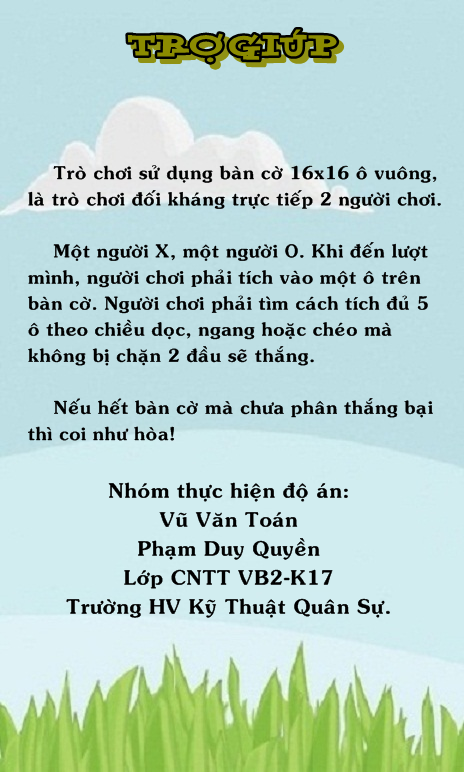 TRỢ GIÚP
Trò chơi sử dụng bàn cờ 16x16 ô vuông,
là trò chơi đối kháng trực tiếp 2 người chơi.
Một người X, một người O. Khi đến lượt
mình, người chơi phải tích vào một ô trên
bàn cờ. Người chơi phải tìm cách tích đủ 5
ô theo chiều dọc, ngang hoặc chéo mà
không bị chặn 2 đầu sẽ thắng.
Nếu hết bàn cờ mà chưa phân thắng bại
thì coi như hòa!
Nhóm thực hiện độ án:
Vũ Văn Toán
Phạm Duy Quyền
Lớp CNTT VB2-K17
Trường HV Kỹ Thuật Quân Sự.